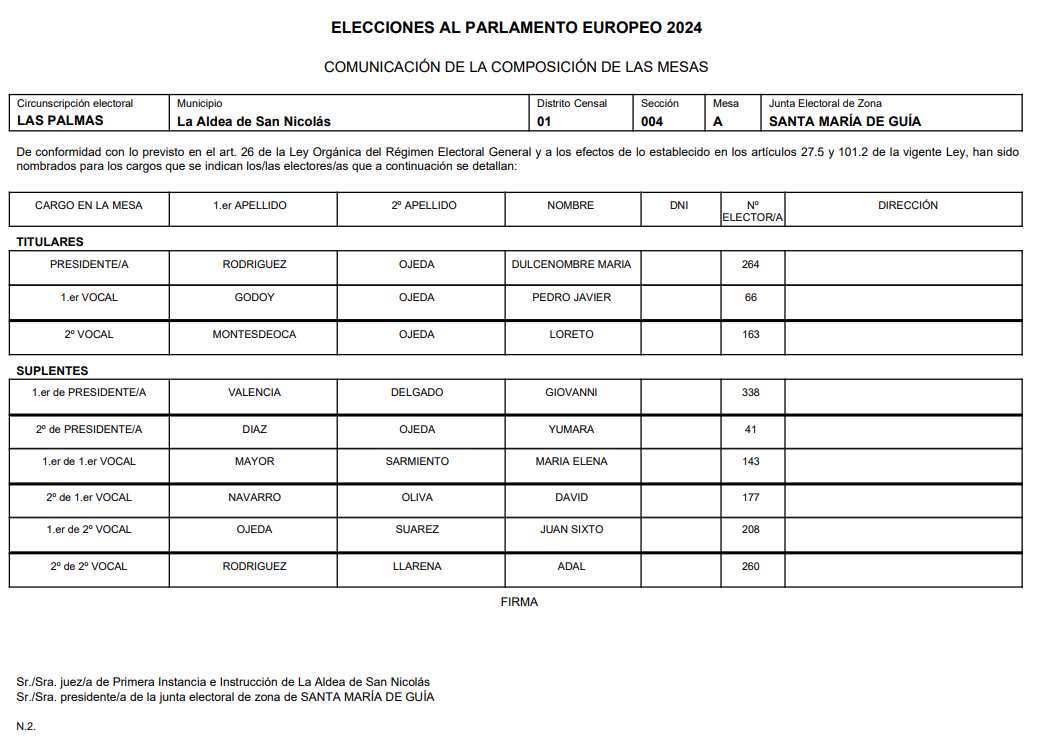 ELECCIONES AL PARLAMENTO EUROPEO 2024
COMUNICACIÓN DE LA COMPOSICIÓN DE LAS MESAS
Circunscripción electoral Municipio Distrito Censal Sección Mesa Junta Electoral de Zona
LAS PALMAS La Aldea de San Nicolás 01 004 A SANTA MARÍA DE GUÍA
De conformidad con lo previsto en el art. 26 de la Ley Orgánica del Régimen Electoral General y a los efectos de lo establecido en los artículos 27.5 y 101.2 de la vigente Ley, han sido
nombrados para los cargos que se indican los/las electores/as que a continuación se detallan:
CARGO EN LA MESA 1.er APELLIDO 2º APELLIDO NOMBRE DNI Nº ELECTOR/A DIRECCIÓN
TITULARES
PRESIDENTE/A RODRIGUEZ OJEDA DULCENOMBRE MARIA 264
1.er VOCAL GODOY OJEDA PEDRO JAVIER 66
2º VOCAL MONTESDEOCA OJEDA LORETO 163
SUPLENTES
1.er de PRESIDENTE/A VALENCIA DELGADO GIOVANNI 338
2º de PRESIDENTE/A DIAZ OJEDA YUMARA 41
1.er de 1.er VOCAL MAYOR SARMIENTO MARIA ELENA 143
2º de 1.er VOCAL NAVARRO OLIVA DAVID 177
1.er de 2º VOCAL OJEDA SUAREZ JUAN SIXTO 208
2º de 2º VOCAL RODRIGUEZ LLARENA ADAL 260
FIRMA
Sr./Sra. juez/a de Primera Instancia e Instrucción de La Aldea de San Nicolás
Sr./Sra. presidente/a de la junta electoral de zona de SANTA MARÍA DE GUÍA
N.2.